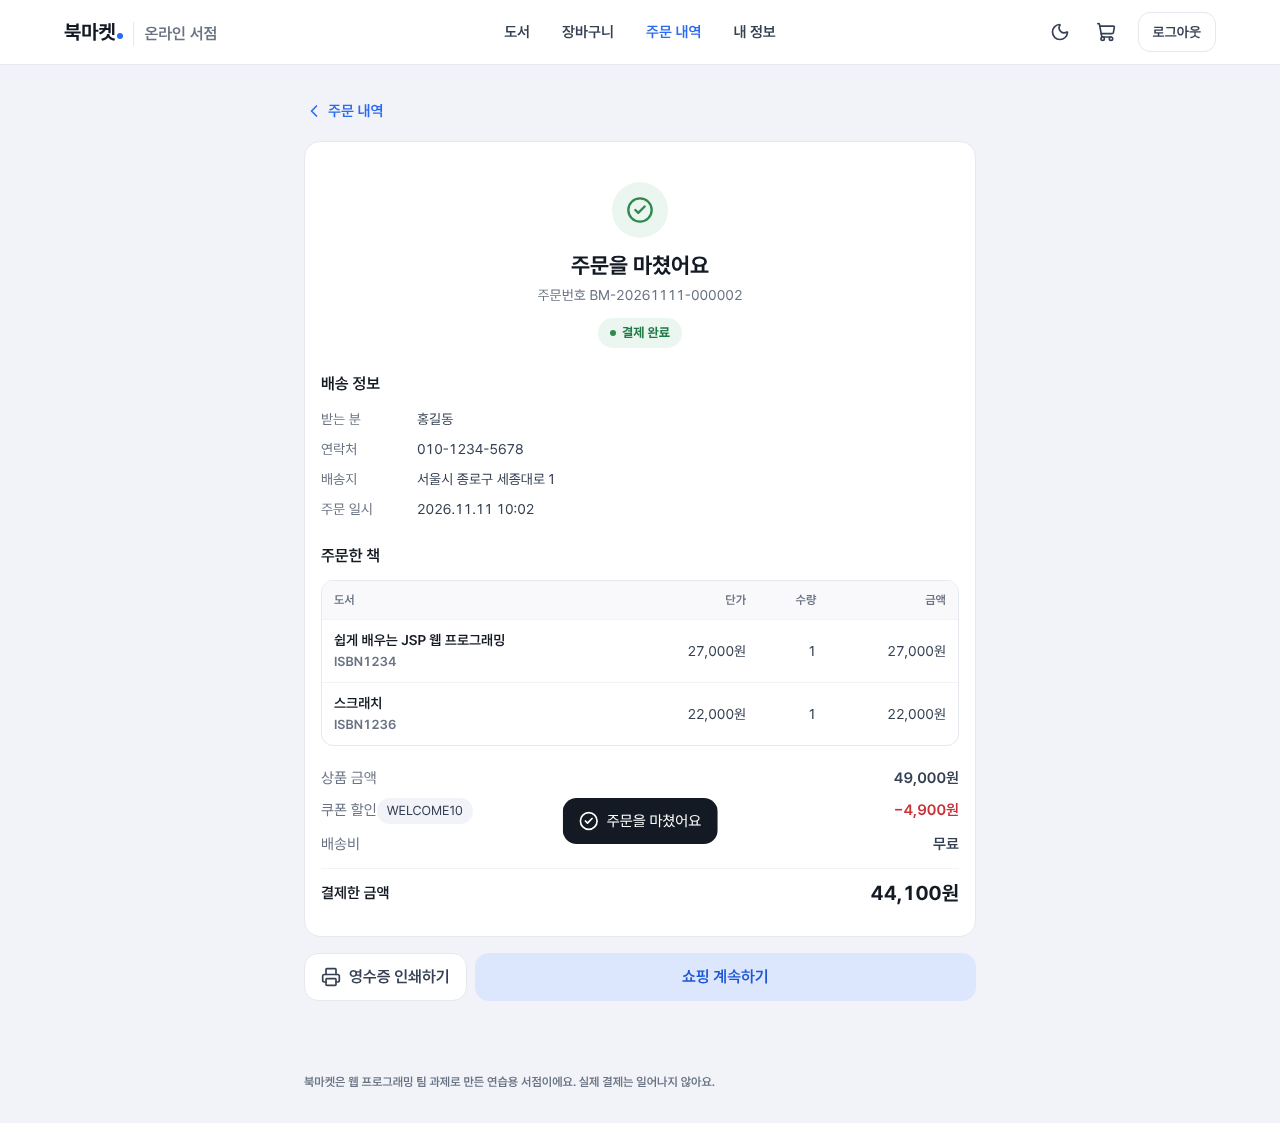 북마켓 온라인 서점 도서 장바구니 주문 내역 내 정보 로그아웃
주문 내역
주문을 마쳤어요
주문번호 BM-20261111-000002
결제 완료
배송 정보
받는 분 홍길동
연락처 010-1234-5678
배송지 서울시 종로구 세종대로 1
주문 일시 2026.11.11 10:02
주문한 책
도서 단가 수량 금액
쉽게 배우는 JSP 웹 프로그래밍
ISBN1234
27,000원 1 27,000원
스크래치
ISBN1236
22,000원 1 22,000원
상품 금액 49,000원
쿠폰 할인 WELCOME10 −4,900원
주문을 마쳤어요
배송비 무료
결제한 금액 44,100원
영수증 인쇄하기 쇼핑 계속하기
북마켓은 웹 프로그래밍 팀 과제로 만든 연습용 서점이에요. 실제 결제는 일어나지 않아요.